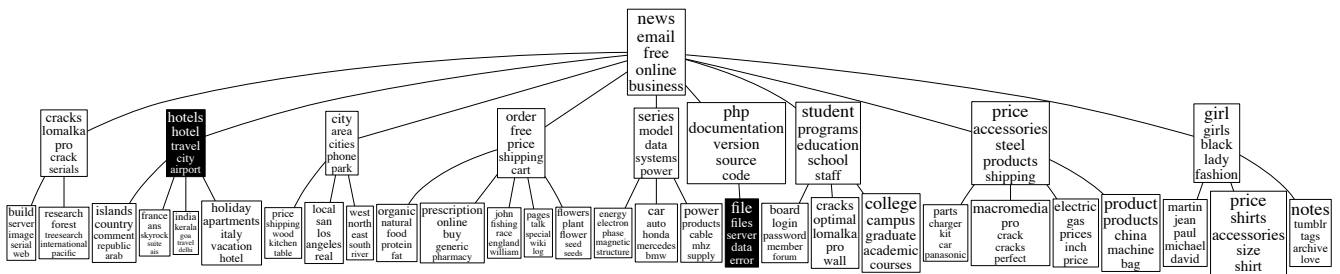 news
email
free
online
business
cracks
lomalka
pro
crack
serials
hotels
hotel
travel
city
airport
city
area
cities
phone
park
order
free
price
shipping
cart
series
model
data
systems
power
php
documentation
version
source
code
student
programs
education
school
staff
price
accessories
steel
products
shipping
girl
girls
black
lady
fashion
build
server
image
serial
web
research
forest
treesearch
international
pacific
islands
country
comment
republic
arab
france
ans
skyrock
suite
ais
india
kerala
goa
travel
delhi
holiday
apartments
italy
vacation
hotel
price
shipping
wood
kitchen
table
local
san
los
angeles
real
west
north
east
south
river
organic
natural
food
protein
fat
prescription
online
buy
generic
pharmacy
john
fishing
race
england
william
pages
talk
special
wiki
log
flowers
plant
flower
seed
seeds
energy
electron
phase
magnetic
structure
car
auto
honda
mercedes
bmw
power
products
cable
mhz
supply
file
files
server
data
error
board
login
password
member
forum
cracks
optimal
lomalka
pro
wall
college
campus
graduate
academic
courses
parts
charger
kit
car
panasonic
macromedia
pro
crack
cracks
perfect
electric
gas
prices
inch
price
product
products
china
machine
bag
martin
jean
paul
michael
david
price
shirts
accessories
size
shirt
notes
tumblr
tags
archive
love